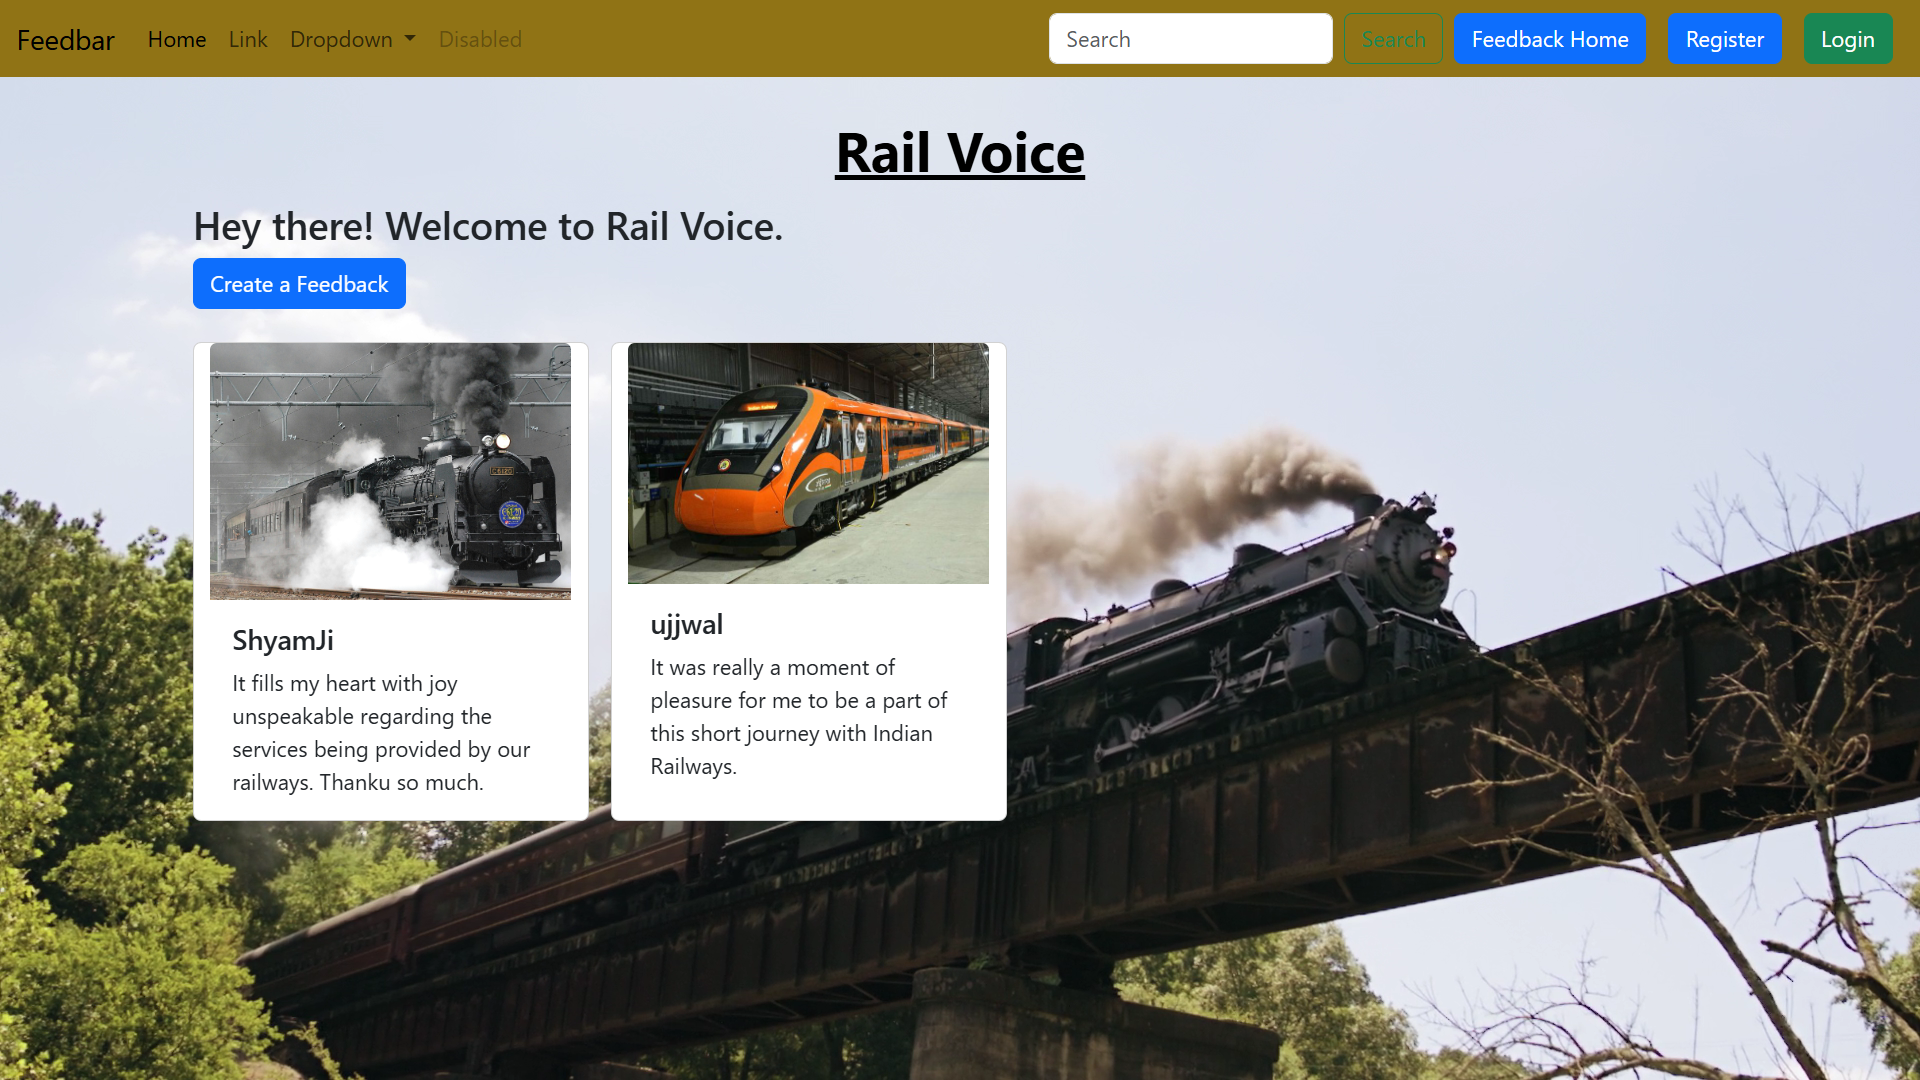 Feedbar Home Link Dropdown Disabled Search Search Feedback Home Register Login
Rail Voice
Hey there! Welcome to Rail Voice.
Create a Feedback
ShyamJi
It fills my heart with joy
unspeakable regarding the
services being provided by our
railways. Thanku so much.
ujjwal
It was really a moment of
pleasure for me to be a part of
this short journey with Indian
Railways.